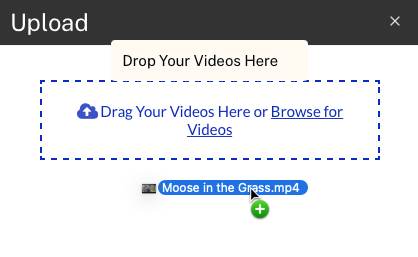 Upload
Drop Your Videos Here
Drag Your Videos Here or Browse for
Videos
Moose in the Grass.mp4